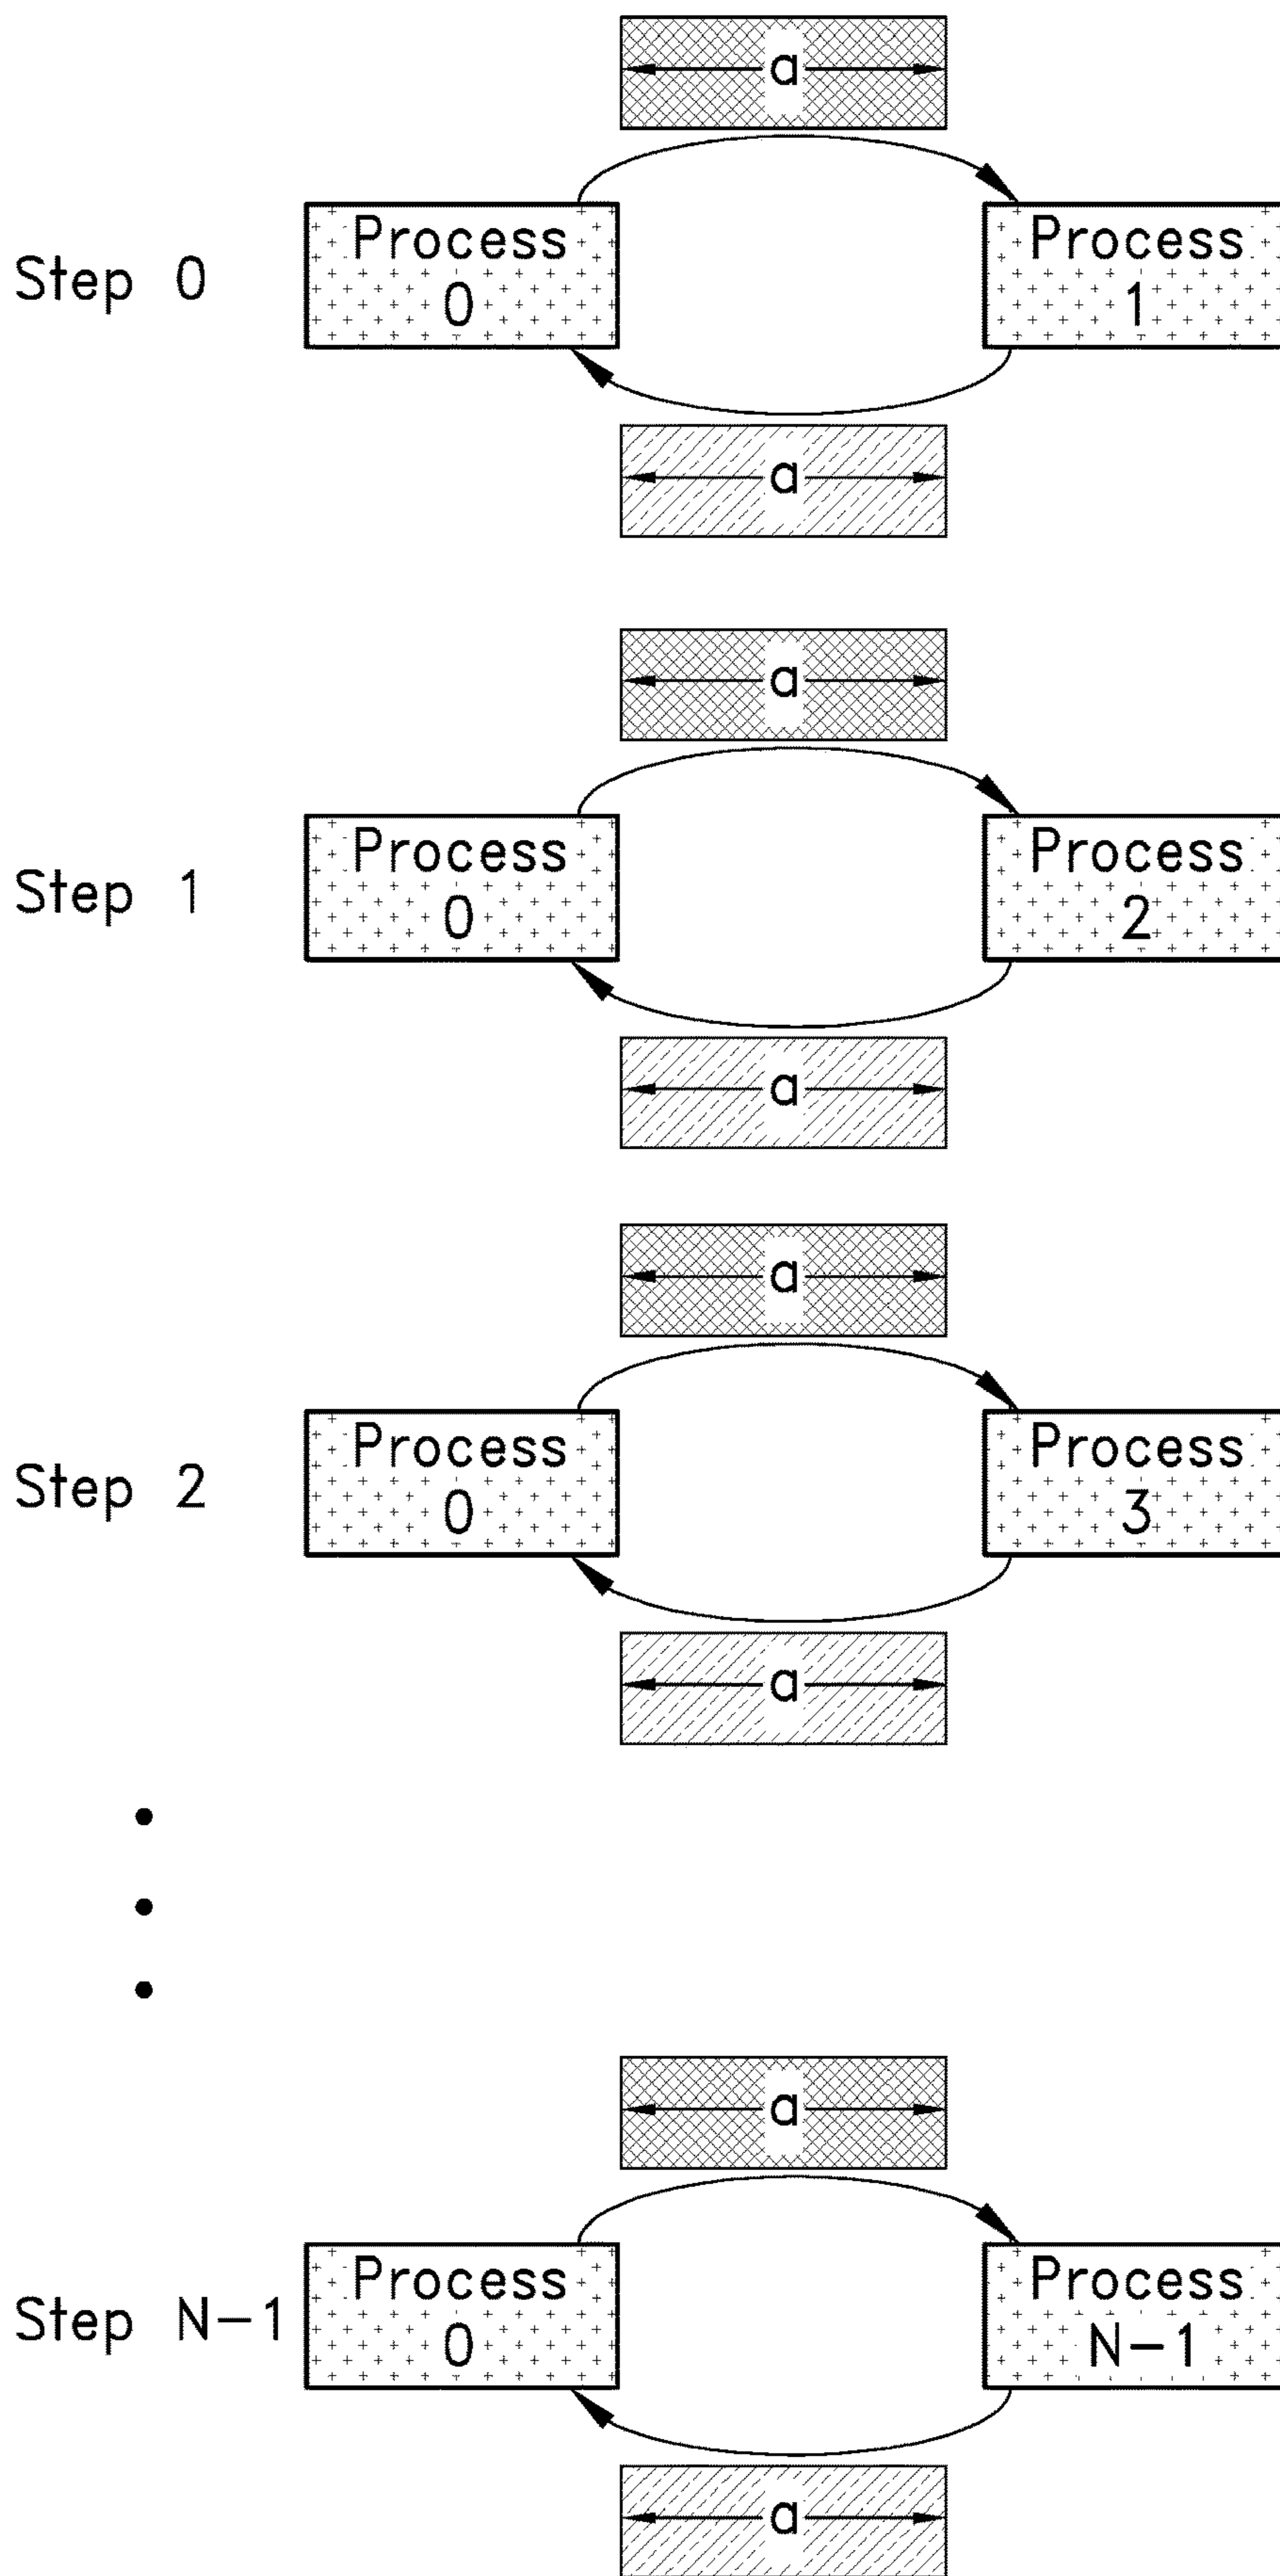 a
Process Process
Step 0 0 1
a
a
Process Process
Step 1 0 2
a
a
Process Process
Step 2 0 3
a
a
Process Process
Step N-1 0 N-1
a